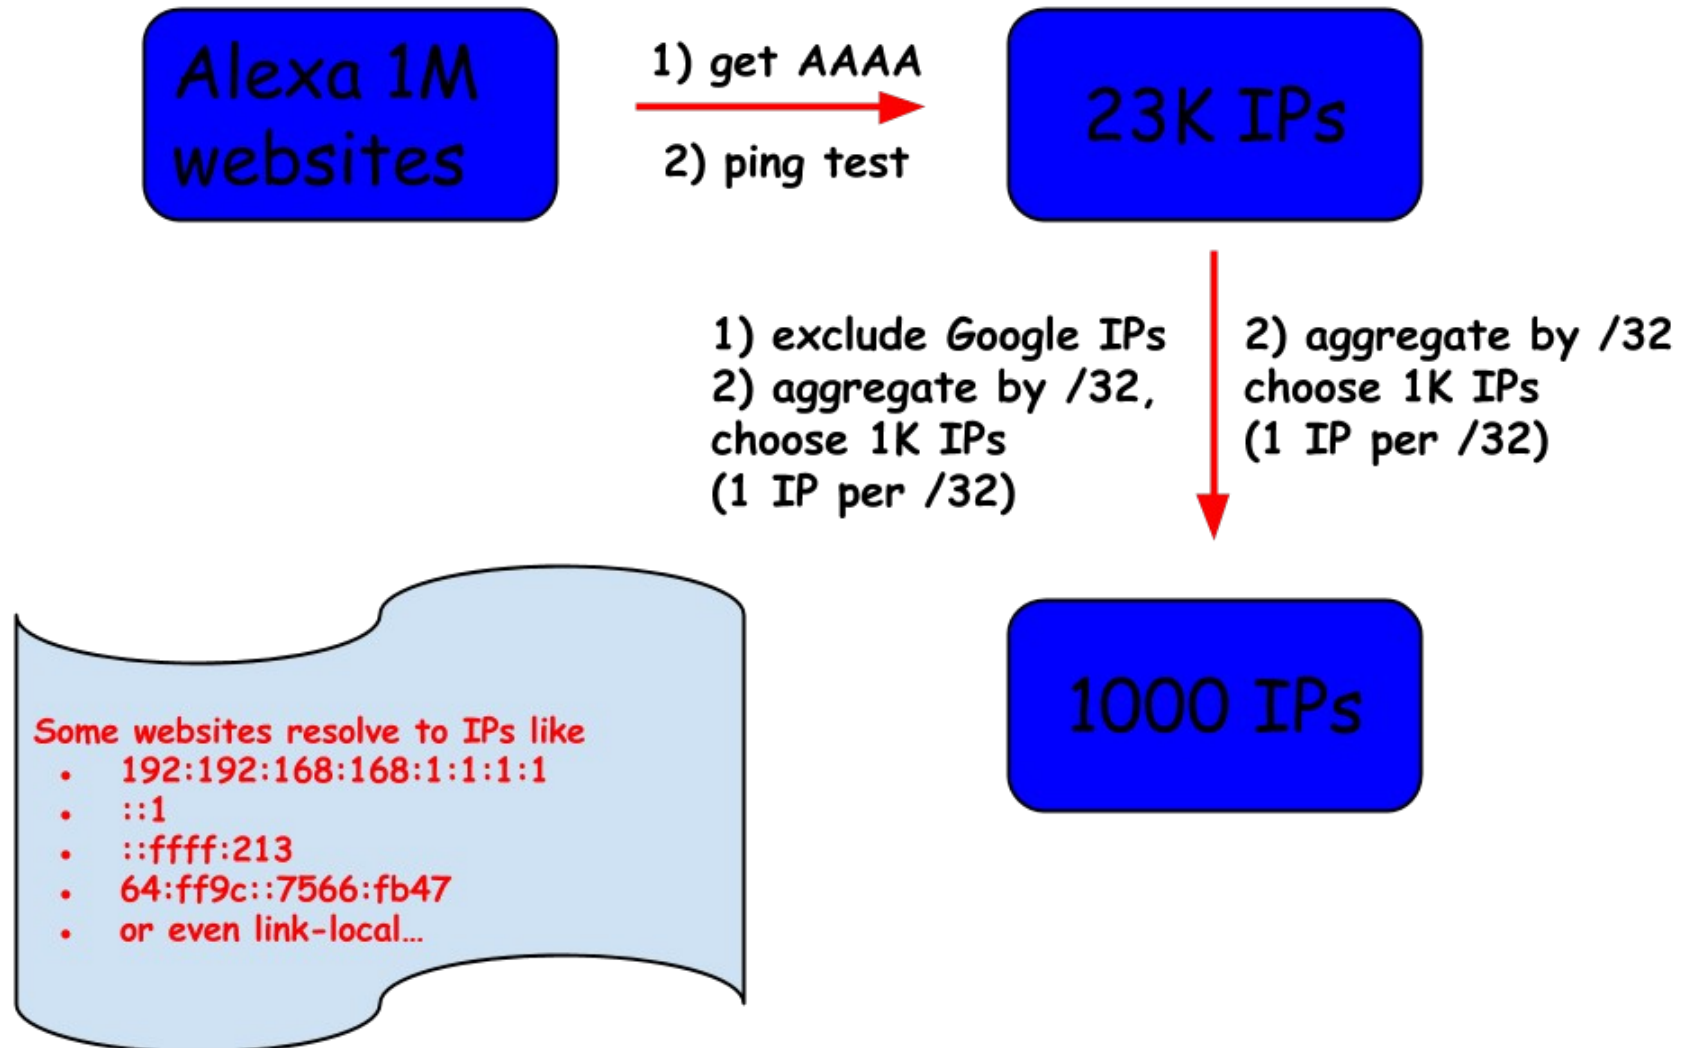 Alexa 1M
websites
1) get AAAA
2) ping test
23K IPs
1) exclude Google IPs
2) aggregate by /32,
choose 1K IPs
(1 IP per /32)
2) aggregate by /32
choose 1K IPs
(1 IP per /32)
1000 IPs
Some websites resolve to IPs like
• 192:192:168:168:1:1:1:1
• ::1
• ::ffff:213
• 64:ff9c::7566:fb47
• or even link-local…